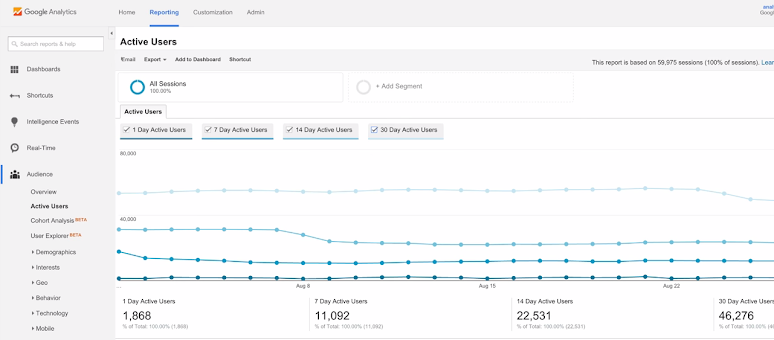 Google Analytics
Home
Reporting
Customization
Admin
Search reports & help
Dashboards
Shortcuts
Intelligence Events
Real-Time
Audience
Overview
Active Users
Cohort Analysis BETA
User Explorer BETA
Demographics
Interests
Geo
Behavior
Technology
Mobile
Active Users
Email
Export
Add to Dashboard
Shortcut
This report is based on 59,975 sessions (100% of sessions). Lear
All Sessions
100.00%
+ Add Segment
Active Users
1 Day Active Users
7 Day Active Users
14 Day Active Users
30 Day Active Users
80,000
40,000
...
Aug 8
Aug 15
Aug 22
1 Day Active Users
1,868
% of Total: 100.00% (1,868)
7 Day Active Users
11,092
% of Total: 100.00% (11,092)
14 Day Active Users
22,531
% of Total: 100.00% (22,531)
30 Day Active Users
46,276
% of Total: 100.00% (4